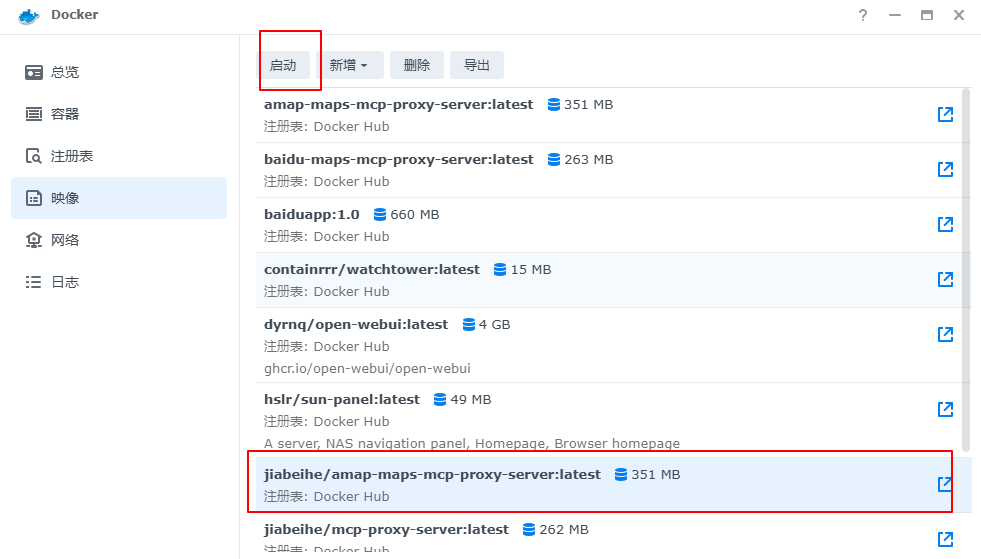 Docker
总览
容器
注册表
映像
网络
日志
启动 新增 删除 导出
amap-maps-mcp-proxy-server:latest 351 MB
注册表: Docker Hub
baidu-maps-mcp-proxy-server:latest 263 MB
注册表: Docker Hub
baiduapp:1.0 660 MB
注册表: Docker Hub
containrrr/watchtower:latest 15 MB
注册表: Docker Hub
dyrnq/open-webui:latest 4 GB
注册表: Docker Hub
ghcr.io/open-webui/open-webui
hslr/sun-panel:latest 49 MB
注册表: Docker Hub
A server, NAS navigation panel, Homepage, Browser homepage
jiabeihe/amap-maps-mcp-proxy-server:latest 351 MB
注册表: Docker Hub
jiabeihe/mcp-proxy-server:latest 262 MB
注册表: Docker Hub